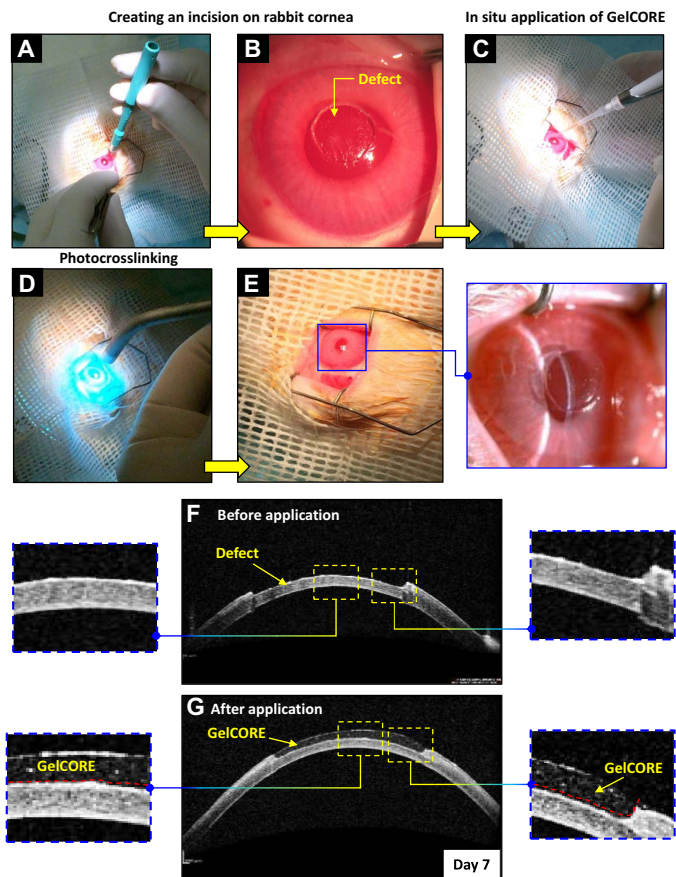 Creating an incision on rabbit cornea
In situ application of GelCORE
A
B
Defect
C
Photocrosslinking
D
E
F
Before application
Defect
G
After application
GelCORE
GelCORE
GelCORE
Day 7